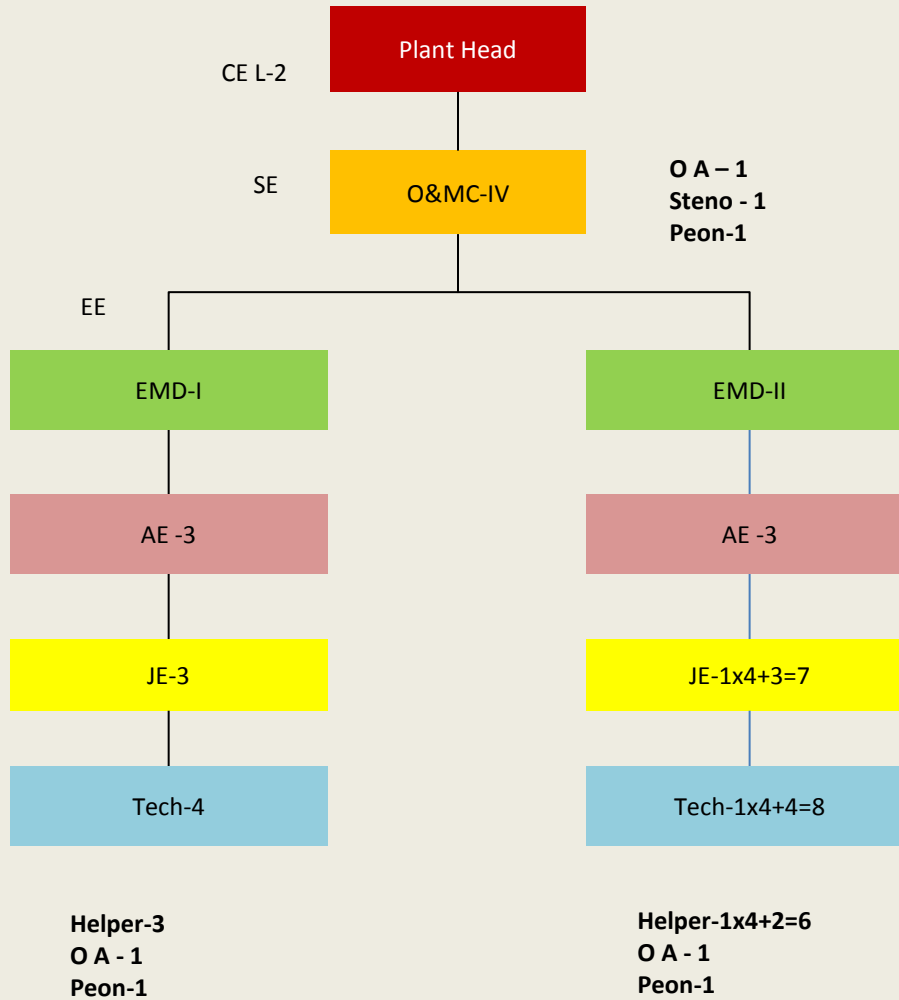 Plant Head
CE L-2
SE
O&MC-IV
O A – 1
Steno - 1
Peon-1
EE
EMD-I
EMD-II
AE -3
AE -3
JE-3
JE-1x4+3=7
Tech-4
Tech-1x4+4=8
Helper-3
O A - 1
Peon-1
Helper-1x4+2=6
O A - 1
Peon-1